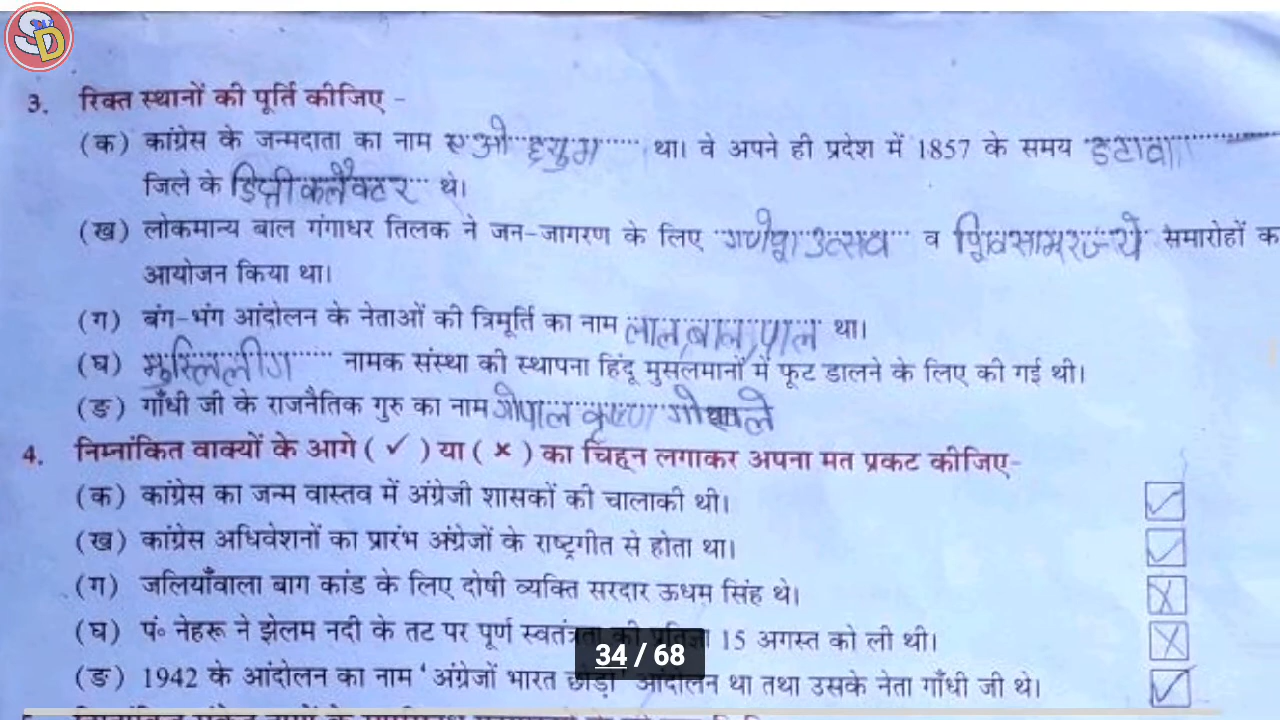 SD
3. रिक्त स्थानों की पूर्ति कीजिए -
(क) कांग्रेस के जन्मदाता का नाम ए ओ ह्युम था। वे अपने ही प्रदेश में 1857 के समय इटावा
जिले के डिप्टी कलैक्टर थे।
(ख) लोकमान्य बाल गंगाधर तिलक ने जन-जागरण के लिए गणेश उत्सव व समारोहों क
आयोजन किया था।
(ग) बंग-भंग आंदोलन के नेताओं की त्रिमूर्ति का नाम लाल,बाल,पाल था।
(घ) मुस्लिलीग नामक संस्था की स्थापना हिंदू मुसलमानों में फूट डालने के लिए की गई थी।
(ङ) गाँधी जी के राजनैतिक गुरु का नाम गोपाल कृष्ण गोखले
4. निम्नांकित वाक्यों के आगे ( ✓ ) या ( × ) का चिह्न लगाकर अपना मत प्रकट कीजिए-
(क) कांग्रेस का जन्म वास्तव में अंग्रेजी शासकों की चालाकी थी। ✓
(ख) कांग्रेस अधिवेशनों का प्रारंभ अंग्रेजों के राष्ट्रगीत से होता था। ✓
(ग) जलियाँवाला बाग कांड के लिए दोषी व्यक्ति सरदार ऊधम सिंह थे। ×
(घ) पं॰ नेहरू ने झेलम नदी के तट पर पूर्ण स्वतंत्रता की प्रतिज्ञा 15 अगस्त को ली थी। ×
34 / 68
(ङ) 1942 के आंदोलन का नाम ' अंग्रेजों भारत छोड़ो' आंदोलन था तथा उसके नेता गाँधी जी थे। ✓